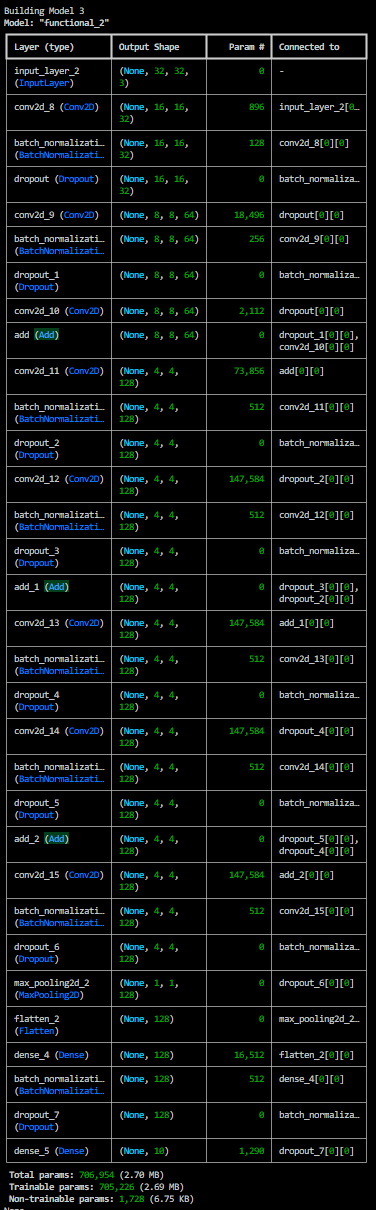 Building Model 3
Model: "functional_2"
Layer (type) Output Shape Param # Connected to
input_layer_2 (None, 32, 32, 0 -
(InputLayer) 3)
conv2d_8 (Conv2D) (None, 16, 16, 896 input_layer_2[0…
32)
batch_normalizati… (None, 16, 16, 128 conv2d_8[0][0]
(BatchNormalizati… 32)
dropout (Dropout) (None, 16, 16, 0 batch_normaliza…
32)
conv2d_9 (Conv2D) (None, 8, 8, 64) 18,496 dropout[0][0]
batch_normalizati… (None, 8, 8, 64) 256 conv2d_9[0][0]
(BatchNormalizati…
dropout_1 (None, 8, 8, 64) 0 batch_normaliza…
(Dropout)
conv2d_10 (Conv2D) (None, 8, 8, 64) 2,112 dropout[0][0]
add (Add) (None, 8, 8, 64) 0 dropout_1[0][0],
conv2d_10[0][0]
conv2d_11 (Conv2D) (None, 4, 4, 73,856 add[0][0]
128)
batch_normalizati… (None, 4, 4, 512 conv2d_11[0][0]
(BatchNormalizati… 128)
dropout_2 (None, 4, 4, 0 batch_normaliza…
(Dropout) 128)
conv2d_12 (Conv2D) (None, 4, 4, 147,584 dropout_2[0][0]
128)
batch_normalizati… (None, 4, 4, 512 conv2d_12[0][0]
(BatchNormalizati… 128)
dropout_3 (None, 4, 4, 0 batch_normaliza…
(Dropout) 128)
add_1 (Add) (None, 4, 4, 0 dropout_3[0][0],
128) dropout_2[0][0]
conv2d_13 (Conv2D) (None, 4, 4, 147,584 add_1[0][0]
128)
batch_normalizati… (None, 4, 4, 512 conv2d_13[0][0]
(BatchNormalizati… 128)
dropout_4 (None, 4, 4, 0 batch_normaliza…
(Dropout) 128)
conv2d_14 (Conv2D) (None, 4, 4, 147,584 dropout_4[0][0]
128)
batch_normalizati… (None, 4, 4, 512 conv2d_14[0][0]
(BatchNormalizati… 128)
dropout_5 (None, 4, 4, 0 batch_normaliza…
(Dropout) 128)
add_2 (Add) (None, 4, 4, 0 dropout_5[0][0],
128) dropout_4[0][0]
conv2d_15 (Conv2D) (None, 4, 4, 147,584 add_2[0][0]
128)
batch_normalizati… (None, 4, 4, 512 conv2d_15[0][0]
(BatchNormalizati… 128)
dropout_6 (None, 4, 4, 0 batch_normaliza…
(Dropout) 128)
max_pooling2d_2 (None, 1, 1, 0 dropout_6[0][0]
(MaxPooling2D) 128)
flatten_2 (None, 128) 0 max_pooling2d_2…
(Flatten)
dense_4 (Dense) (None, 128) 16,512 flatten_2[0][0]
batch_normalizati… (None, 128) 512 dense_4[0][0]
(BatchNormalizati…
dropout_7 (None, 128) 0 batch_normaliza…
(Dropout)
dense_5 (Dense) (None, 10) 1,290 dropout_7[0][0]
Total params: 706,954 (2.70 MB)
Trainable params: 705,226 (2.69 MB)
Non-trainable params: 1,728 (6.75 KB)